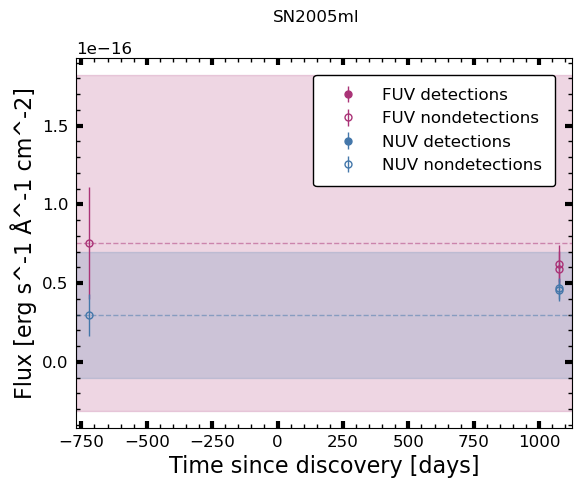 SN2005ml
1e−16
FUV detections
FUV nondetections
NUV detections
NUV nondetections
1.5
1.0
0.5
0.0
Flux [erg s^-1 Å^-1 cm^-2]
−750 −500 −250 0 250 500 750 1000
Time since discovery [days]